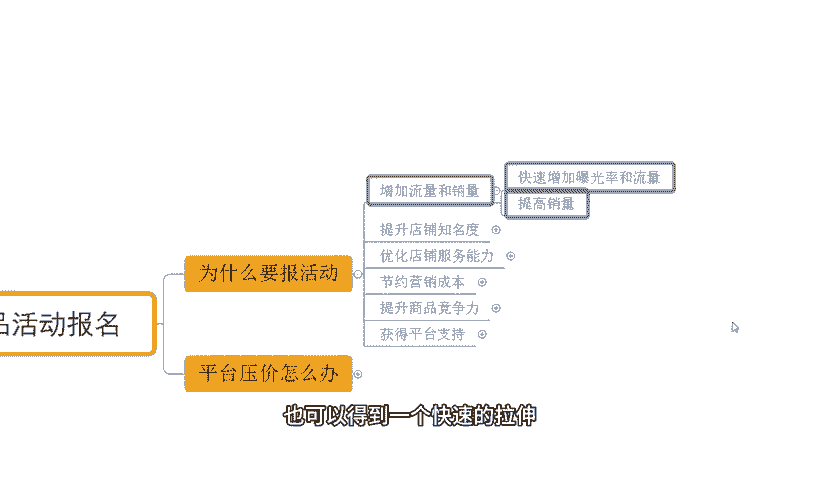 增加流量和销量
快速增加曝光率和流量
提高销量
提升店铺知名度
优化店铺服务能力
为什么要报活动
节约营销成本
提升商品竞争力
品活动报名
获得平台支持
平台压价怎么办
也可以得到一个快速的拉伸